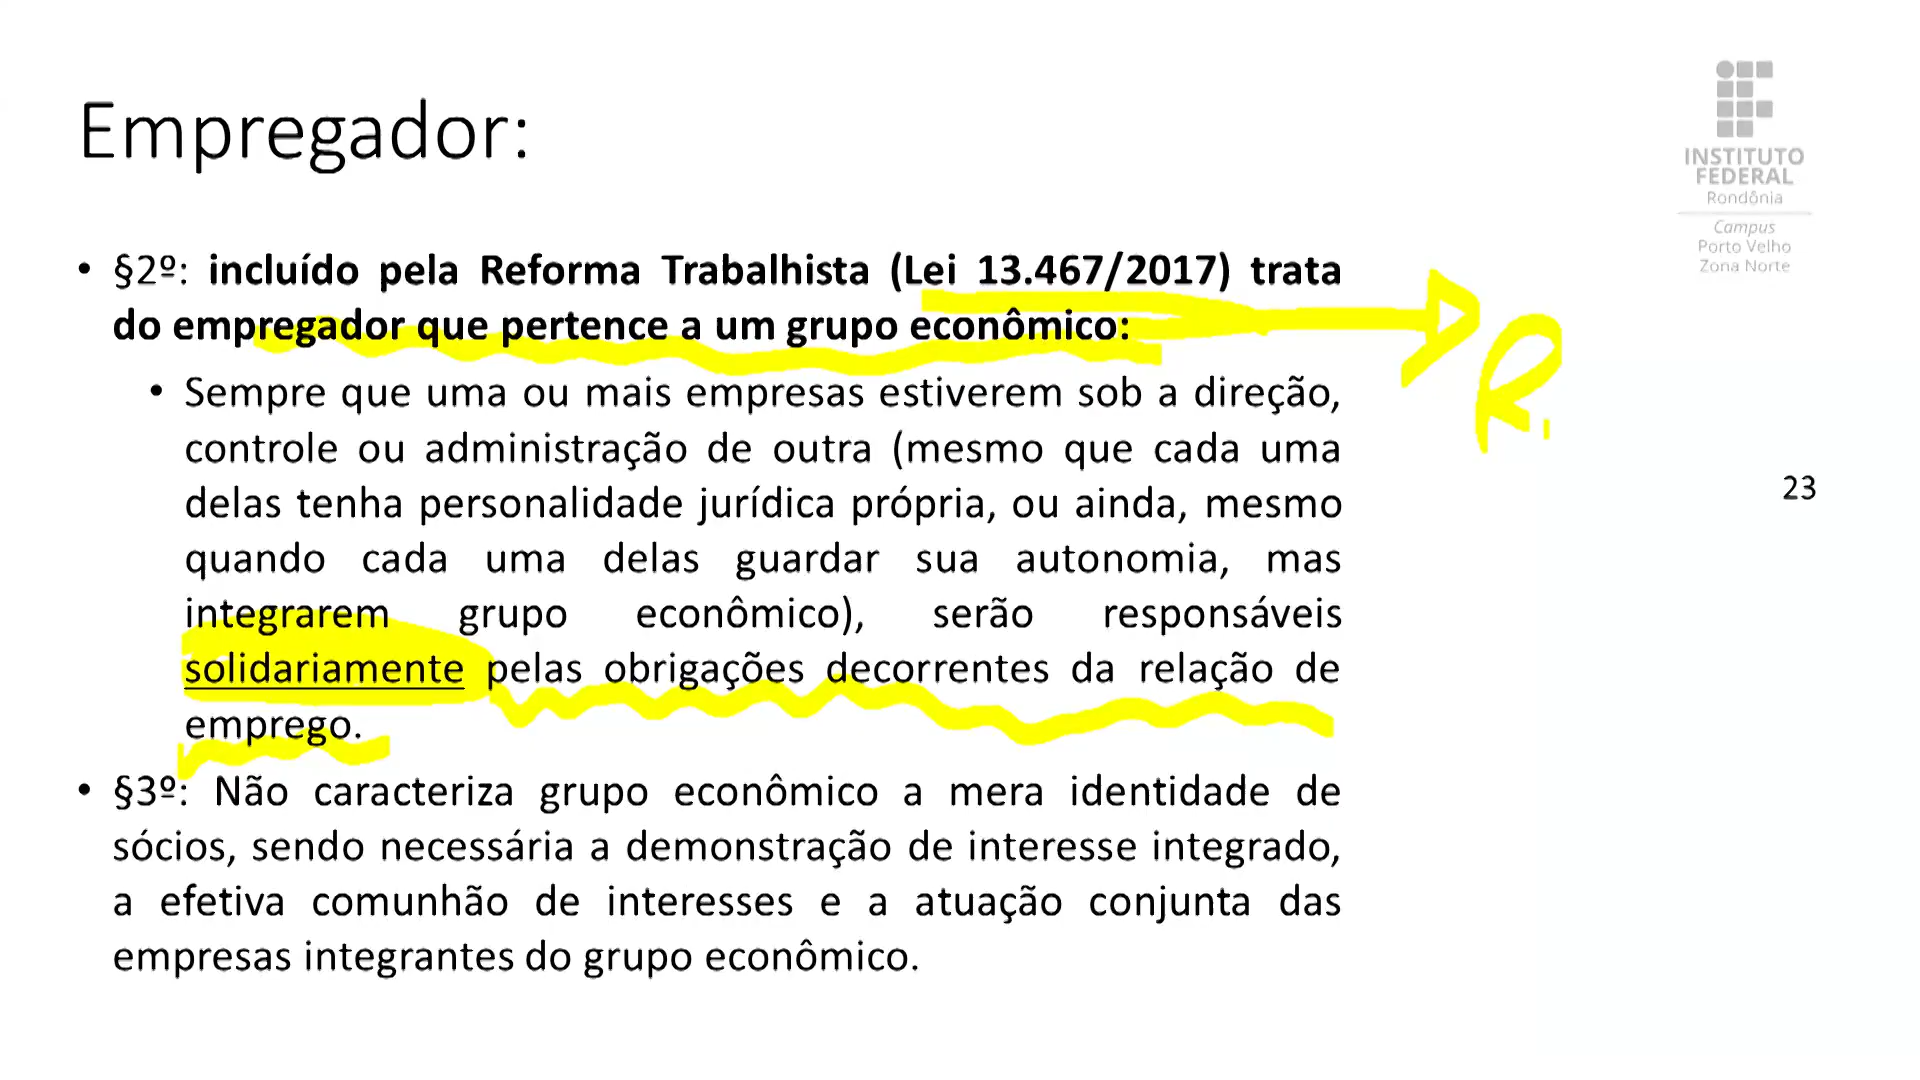 Empregador:
INSTITUTO
FEDERAL
Rondônia
Campus
Porto Velho
Zona Norte
• §2º: incluído pela Reforma Trabalhista (Lei 13.467/2017) trata
do empregador que pertence a um grupo econômico:
R.
• Sempre que uma ou mais empresas estiverem sob a direção,
controle ou administração de outra (mesmo que cada uma
delas tenha personalidade jurídica própria, ou ainda, mesmo
quando cada uma delas guardar sua autonomia, mas
integrarem grupo econômico), serão responsáveis
solidariamente pelas obrigações decorrentes da relação de
emprego.
23
• §3º: Não caracteriza grupo econômico a mera identidade de
sócios, sendo necessária a demonstração de interesse integrado,
a efetiva comunhão de interesses e a atuação conjunta das
empresas integrantes do grupo econômico.